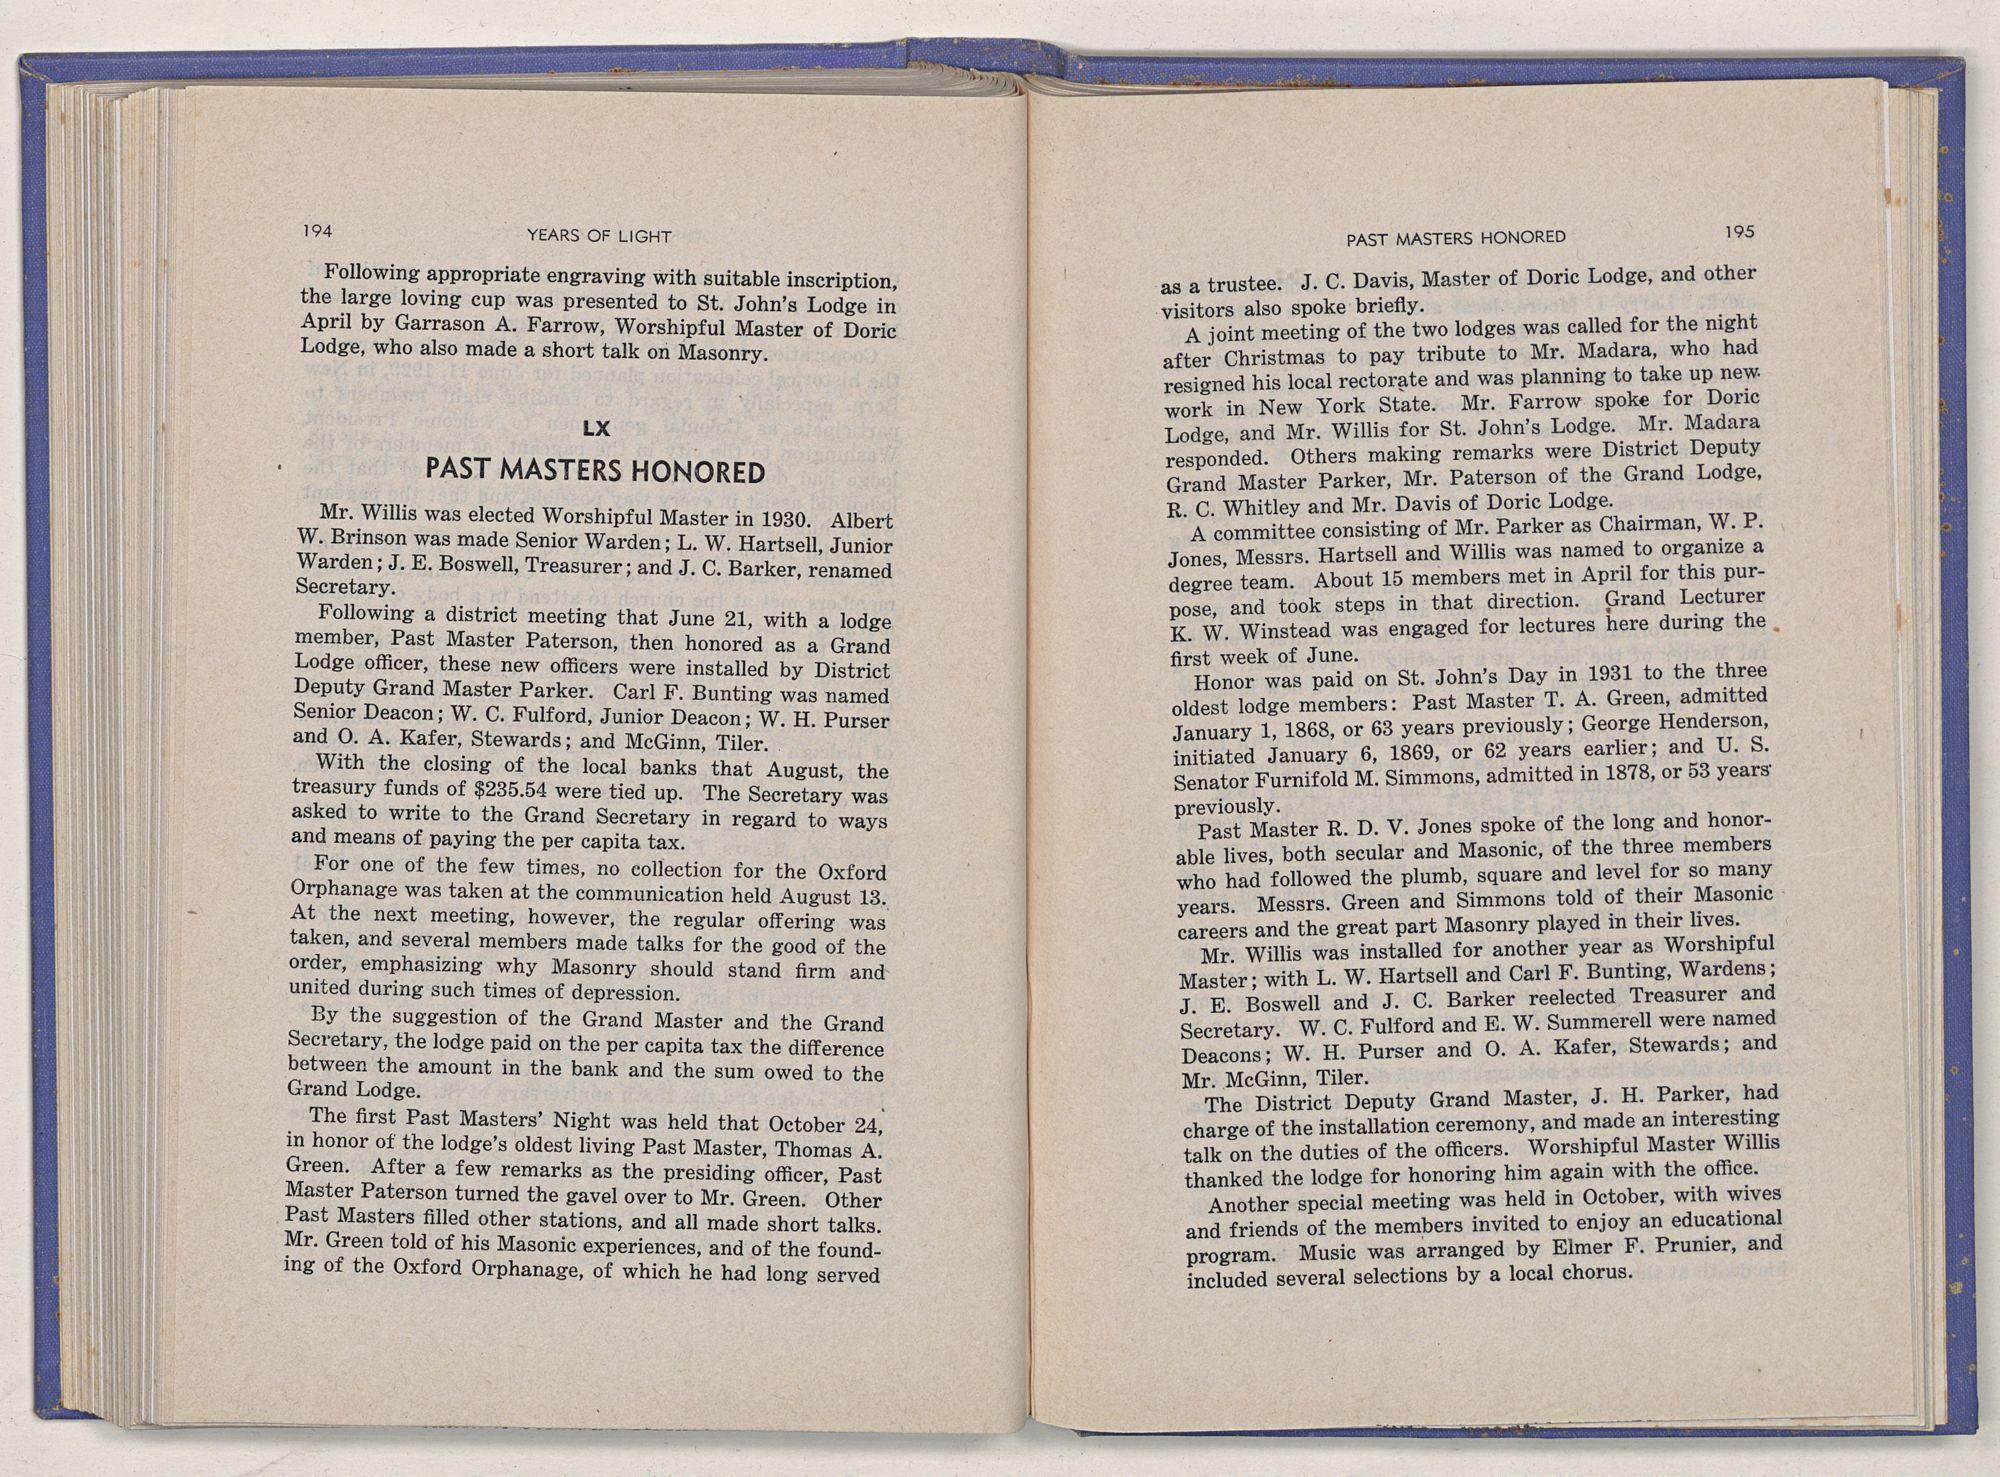 194
YEARS OF LIGHT
Following appropriate engraving with suitable inscription,
the large loving cup was presented to St. John's Lodge in
April by Garrason A. Farrow, Worshipful Master of Doric
Lodge, who also made a short talk on Masonry.
LX
PAST MASTERS HONORED
Mr. Willis was elected Worshipful Master in 1930. Albert
W. Brinson was made Senior Warden; L. W. Hartsell, Junior
Warden; J. E. Boswell, Treasurer; and J. C. Barker, renamed
Secretary.
Following a district meeting that June 21, with a lodge
member, Past Master Paterson, then honored as a Grand
Lodge officer, these new officers were installed by District
Deputy Grand Master Parker. Carl F. Bunting was named
Senior Deacon; W. C. Fulford, Junior Deacon; W. H. Purser
and O. A. Kafer, Stewards; and McGinn, Tiler.
With the closing of the local banks that August, the
treasury funds of $235.54 were tied up. The Secretary was
asked to write to the Grand Secretary in regard to ways
and means of paying the per capita tax.
For one of the few times, no collection for the Oxford
Orphanage was taken at the communication held August 13.
At the next meeting, however, the regular offering was
taken, and several members made talks for the good of the
order, emphasizing why Masonry should stand firm and
united during such times of depression.
By the suggestion of the Grand Master and the Grand
Secretary, the lodge paid on the per capita tax the difference
between the amount in the bank and the sum owed to the
Grand Lodge.
The first Past Masters' Night was held that October 24,
in honor of the lodge's oldest living Past Master, Thomas A.
Green. After a few remarks as the presiding officer, Past
Master Paterson turned the gavel over to Mr. Green. Other
Past Masters filled other stations, and all made short talks.
Mr. Green told of his Masonic experiences, and of the found-
ing of the Oxford Orphanage, of which he had long served
PAST MASTERS HONORED
195
as a trustee. J. C. Davis, Master of Doric Lodge, and other
visitors also spoke briefly.
A joint meeting of the two lodges was called for the night
after Christmas to pay tribute to Mr. Madara, who had
resigned his local rectorate and was planning to take up new
work in New York State. Mr. Farrow spoke for Doric
Lodge, and Mr. Willis for St. John's Lodge. Mr. Madara
responded. Others making remarks were District Deputy
Grand Master Parker, Mr. Paterson of the Grand Lodge,
R. C. Whitley and Mr. Davis of Doric Lodge.
A committee consisting of Mr. Parker as Chairman, W. P.
Jones, Messrs. Hartsell and Willis was named to organize a
degree team. About 15 members met in April for this pur-
pose, and took steps in that direction. Grand Lecturer
K. W. Winstead was engaged for lectures here during the
first week of June.
Honor was paid on St. John's Day in 1931 to the three
oldest lodge members: Past Master T. A. Green, admitted
January 1, 1868, or 63 years previously; George Henderson,
initiated January 6, 1869, or 62 years earlier; and U. S.
Senator Furnifold M. Simmons, admitted in 1878, or 53 years
previously.
Past Master R. D. V. Jones spoke of the long and honor-
able lives, both secular and Masonic, of the three members
who had followed the plumb, square and level for so many
years. Messrs. Green and Simmons told of their Masonic
careers and the great part Masonry played in their lives.
Mr. Willis was installed for another year as Worshipful
Master; with L. W. Hartsell and Carl F. Bunting, Wardens;
J. E. Boswell and J. C. Barker reelected Treasurer and
Secretary. W. C. Fulford and E. W. Summerell were named
Deacons; W. H. Purser and O. A. Kafer, Stewards; and
Mr. McGinn, Tiler.
The District Deputy Grand Master, J. H. Parker, had
charge of the installation ceremony, and made an interesting
talk on the duties of the officers. Worshipful Master Willis
thanked the lodge for honoring him again with the office.
Another special meeting was held in October, with wives
and friends of the members invited to enjoy an educational
program. Music was arranged by Elmer F. Prunier, and
included several selections by a local chorus.